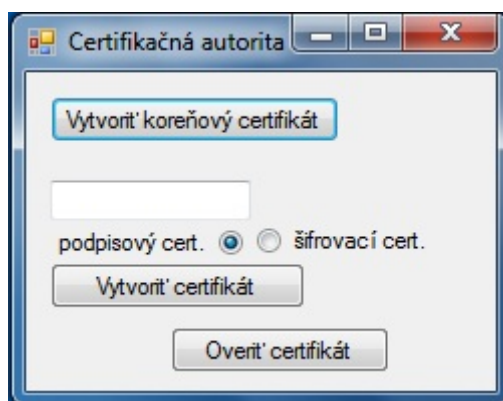 Certifikačná autorita
Vytvoriť koreňový certifikát
podpisový cert. šifrovací cert.
Vytvoriť certifikát
Overiť certifikát